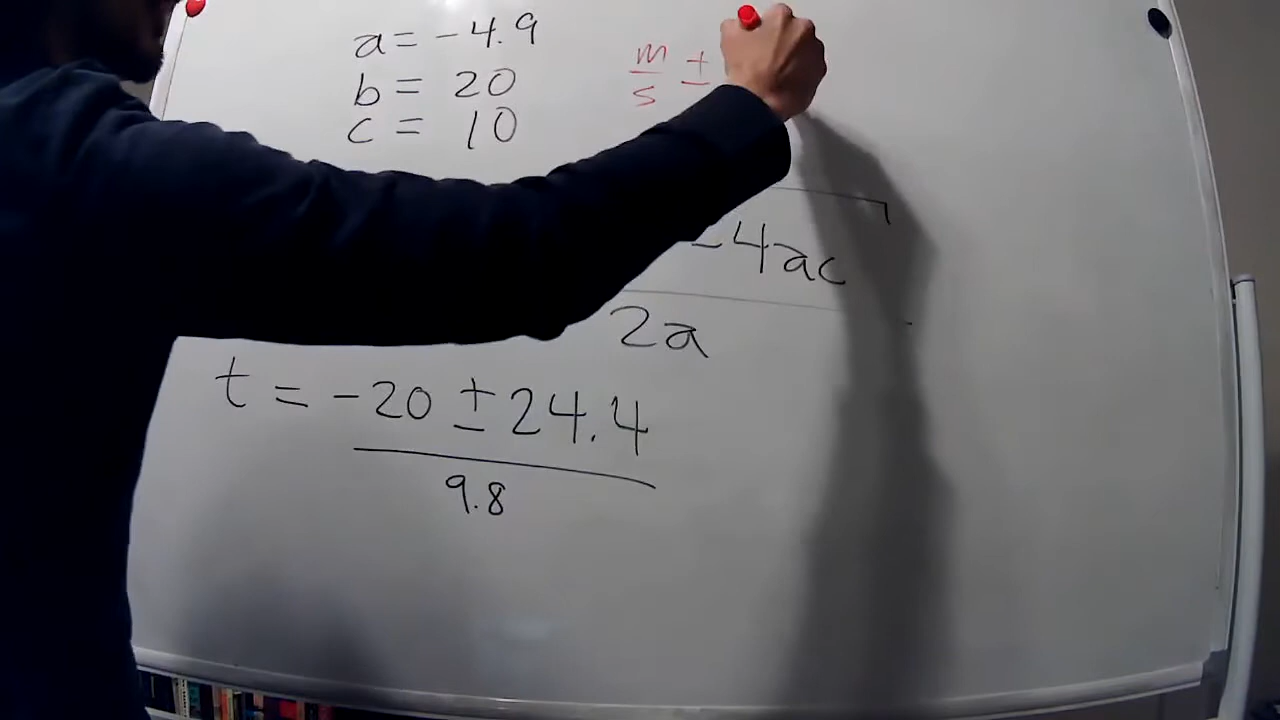 a = -4.9
b = 20
c = 10
m/s ±
-4ac
2a
t = -20 ± 24.4
9.8